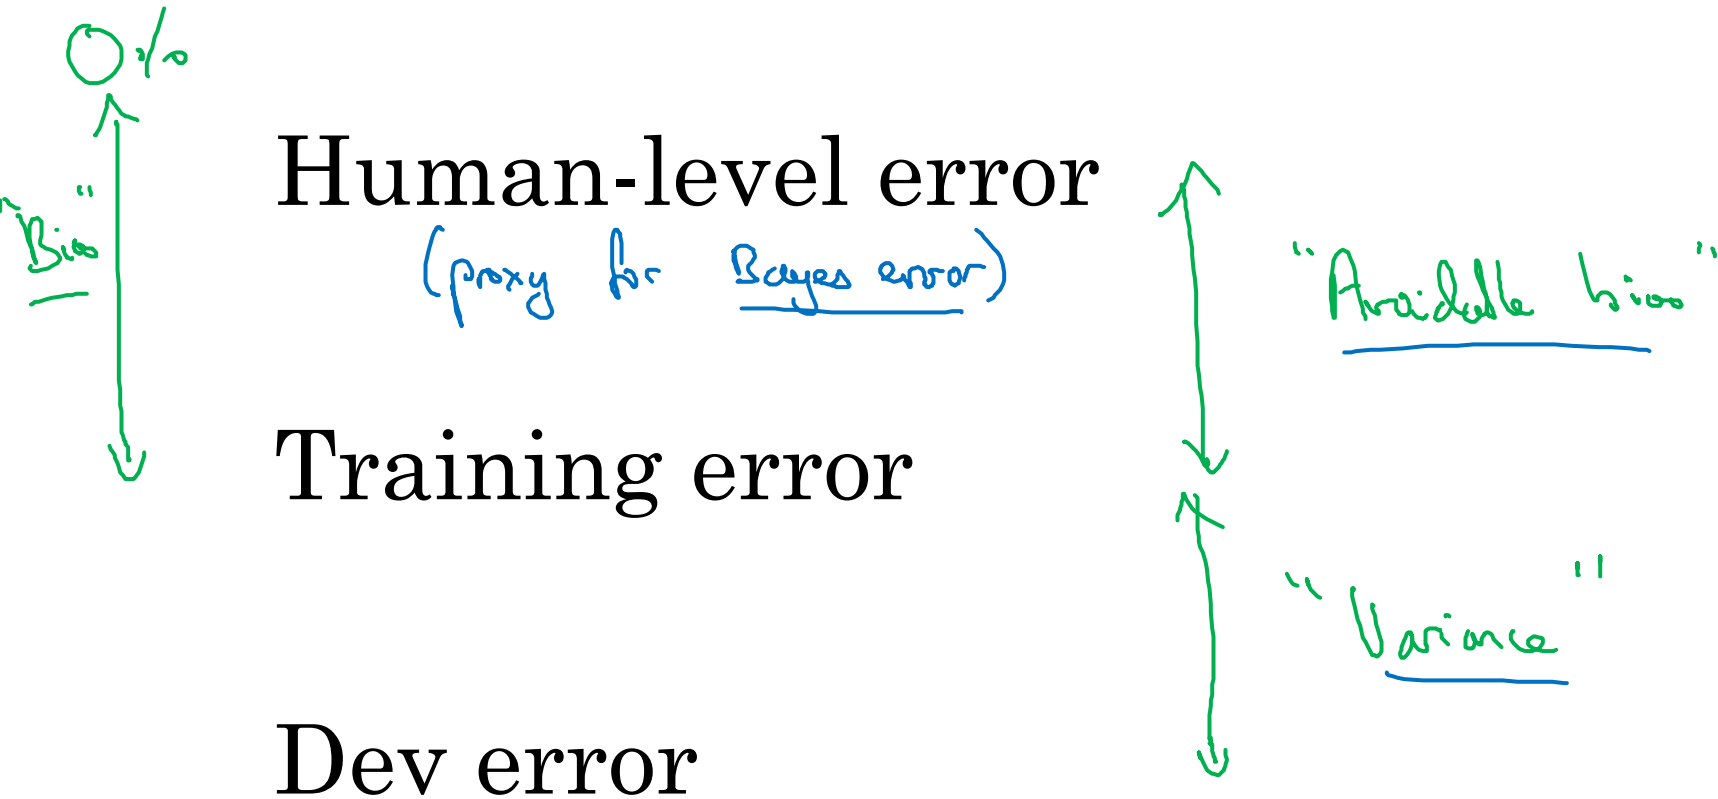 0%
Human-level error
"Bias"
(proxy for Bayes error)
"Avoidable bias"
Training error
"Variance"
Dev error